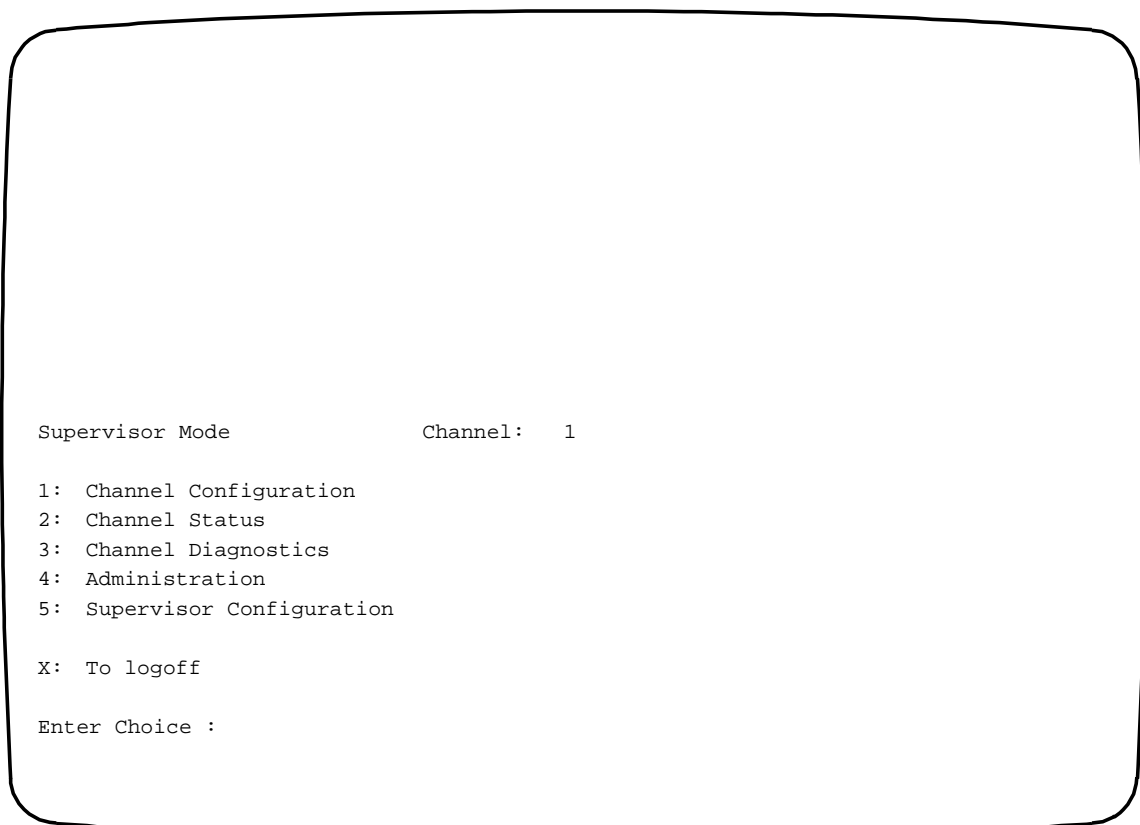 Supervisor Mode Channel: 1
1: Channel Configuration
2: Channel Status
3: Channel Diagnostics
4: Administration
5: Supervisor Configuration
X: To logoff
Enter Choice :